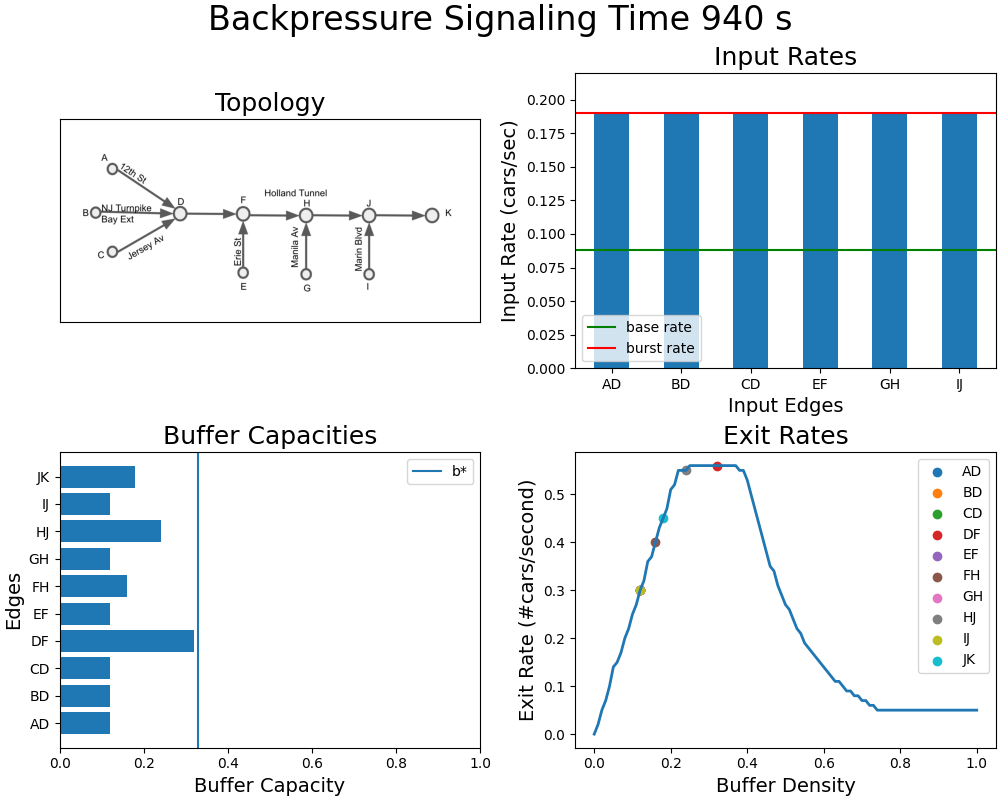 Backpressure Signaling Time 940 s
Topology
A
12th St
B
NJ Turnpike
Bay Ext
C
Jersey Av
D
F
Holland Tunnel
H
J
K
Erie St
Manila Av
Marin Blvd
E
G
I
Input Rates
Input Rate (cars/sec)
0.200
0.175
0.150
0.125
0.100
0.075
0.050
0.025
0.000
base rate
burst rate
AD BD CD EF GH IJ
Input Edges
Buffer Capacities
Edges
JK
IJ
HJ
GH
FH
EF
DF
CD
BD
AD
b*
0.0 0.2 0.4 0.6 0.8 1.0
Buffer Capacity
Exit Rates
Exit Rate (#cars/second)
0.5
0.4
0.3
0.2
0.1
0.0
AD
BD
CD
DF
EF
FH
GH
HJ
IJ
JK
0.0 0.2 0.4 0.6 0.8 1.0
Buffer Density